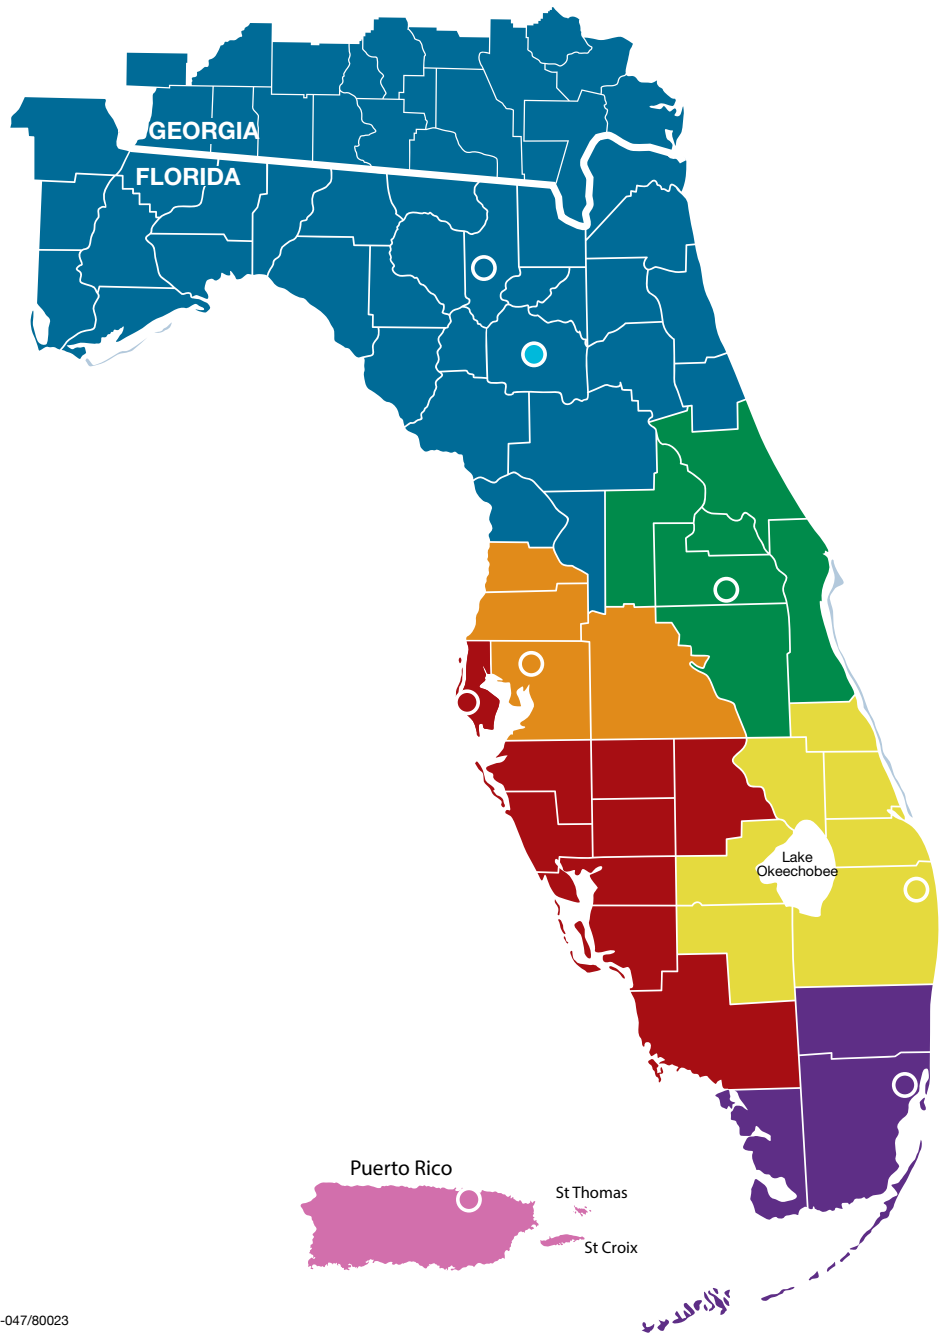 GEORGIA
FLORIDA
Lake
Okeechobee
Puerto Rico
St Thomas
St Croix
-047/80023